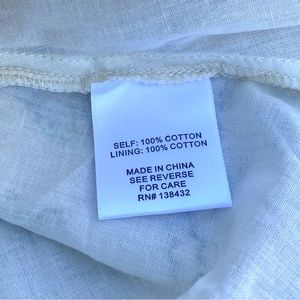 SELF: 100% COTTON
LINING: 100% COTTON
MADE IN CHINA
SEE REVERSE
FOR CARE
RN# 138432